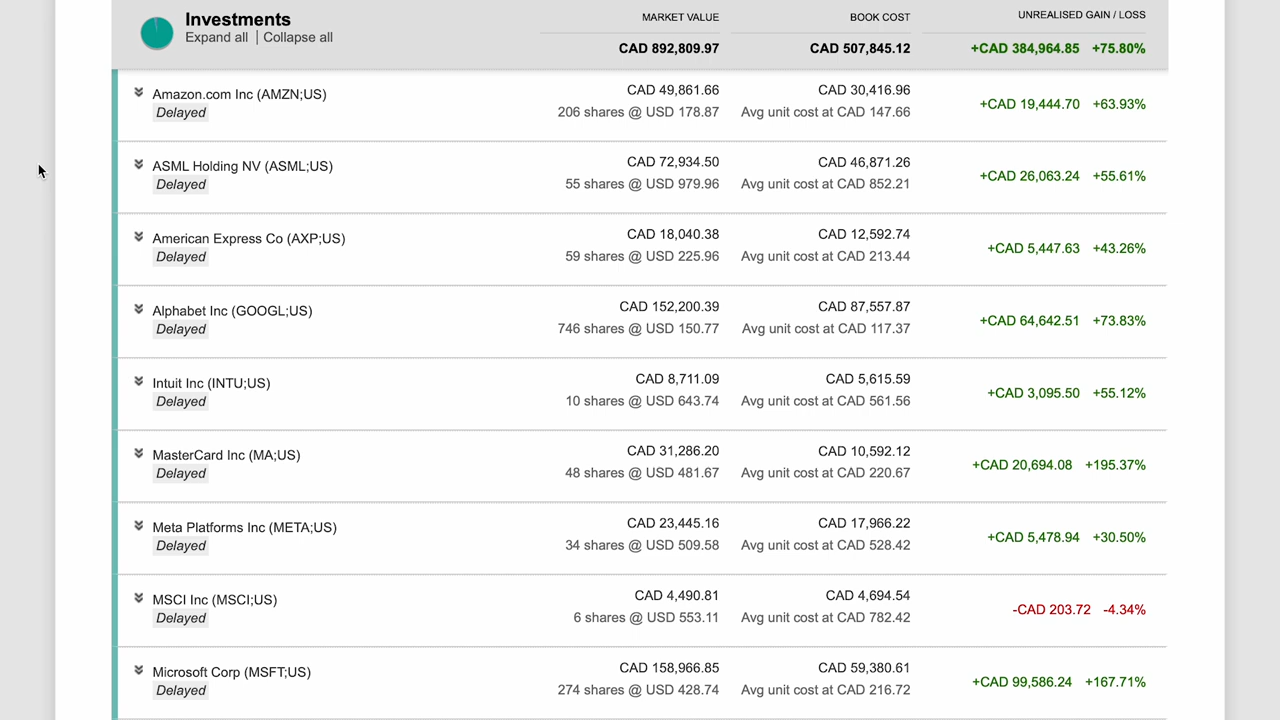 Investments
Expand all | Collapse all
MARKET VALUE
BOOK COST
UNREALISED GAIN / LOSS
CAD 892,809.97
CAD 507,845.12
+CAD 384,964.85 +75.80%
Amazon.com Inc (AMZN;US)
Delayed
CAD 49,861.66
206 shares @ USD 178.87
CAD 30,416.96
Avg unit cost at CAD 147.66
+CAD 19,444.70 +63.93%
ASML Holding NV (ASML;US)
Delayed
CAD 72,934.50
55 shares @ USD 979.96
CAD 46,871.26
Avg unit cost at CAD 852.21
+CAD 26,063.24 +55.61%
American Express Co (AXP;US)
Delayed
CAD 18,040.38
59 shares @ USD 225.96
CAD 12,592.74
Avg unit cost at CAD 213.44
+CAD 5,447.63 +43.26%
Alphabet Inc (GOOGL;US)
Delayed
CAD 152,200.39
746 shares @ USD 150.77
CAD 87,557.87
Avg unit cost at CAD 117.37
+CAD 64,642.51 +73.83%
Intuit Inc (INTU;US)
Delayed
CAD 8,711.09
10 shares @ USD 643.74
CAD 5,615.59
Avg unit cost at CAD 561.56
+CAD 3,095.50 +55.12%
MasterCard Inc (MA;US)
Delayed
CAD 31,286.20
48 shares @ USD 481.67
CAD 10,592.12
Avg unit cost at CAD 220.67
+CAD 20,694.08 +195.37%
Meta Platforms Inc (META;US)
Delayed
CAD 23,445.16
34 shares @ USD 509.58
CAD 17,966.22
Avg unit cost at CAD 528.42
+CAD 5,478.94 +30.50%
MSCI Inc (MSCI;US)
Delayed
CAD 4,490.81
6 shares @ USD 553.11
CAD 4,694.54
Avg unit cost at CAD 782.42
-CAD 203.72 -4.34%
Microsoft Corp (MSFT;US)
Delayed
CAD 158,966.85
274 shares @ USD 428.74
CAD 59,380.61
Avg unit cost at CAD 216.72
+CAD 99,586.24 +167.71%